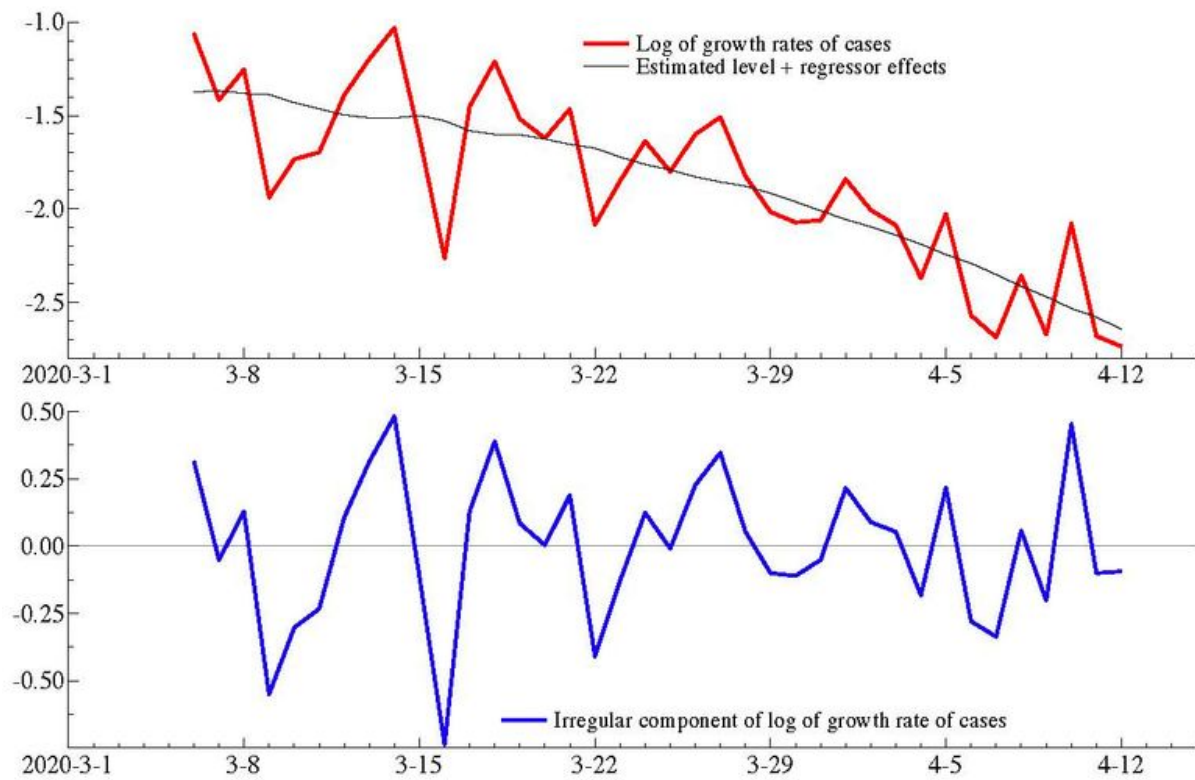 -1.0
Log of growth rates of cases
Estimated level + regressor effects
-1.5
-2.0
-2.5
2020-3-1 3-8 3-15 3-22 3-29 4-5 4-12
0.50
0.25
0.00
-0.25
-0.50
Irregular component of log of growth rate of cases
2020-3-1 3-8 3-15 3-22 3-29 4-5 4-12